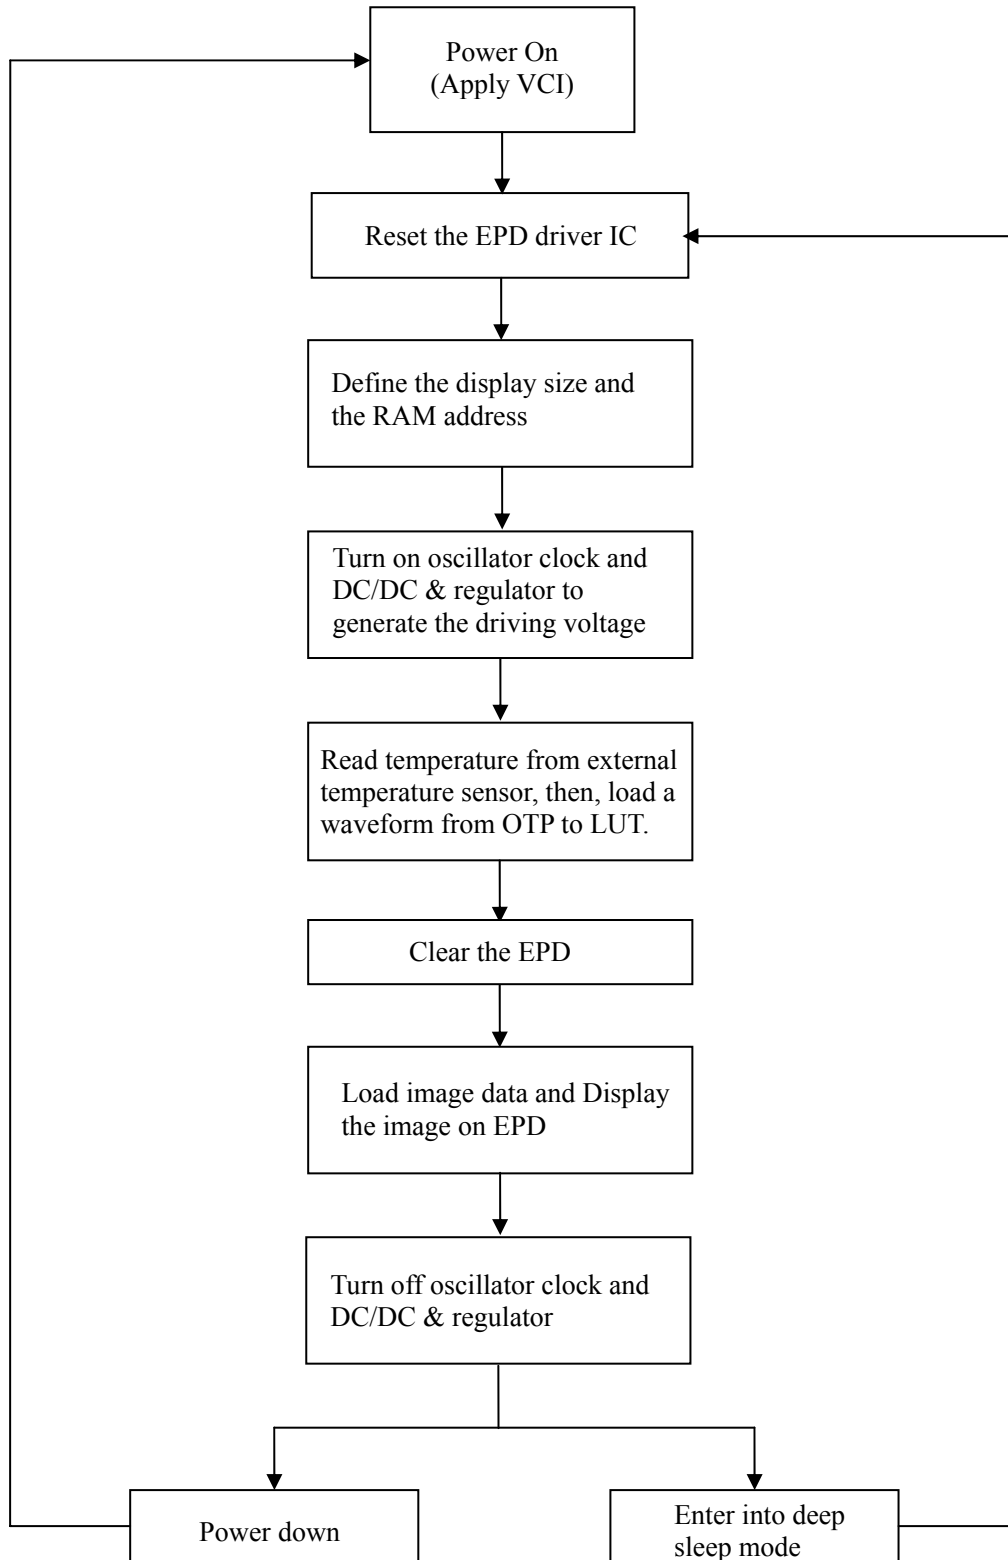 Power On
(Apply VCI)
Reset the EPD driver IC
Define the display size and
the RAM address
Turn on oscillator clock and
DC/DC & regulator to
generate the driving voltage
Read temperature from external
temperature sensor, then, load a
waveform from OTP to LUT.
Clear the EPD
Load image data and Display
the image on EPD
Turn off oscillator clock and
DC/DC & regulator
Power down
Enter into deep
sleep mode